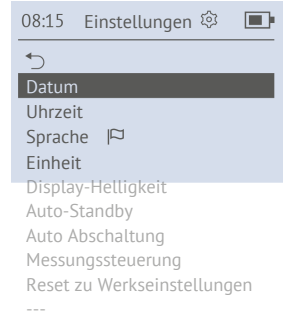 08:15 Einstellungen
Datum
Uhrzeit
Sprache
Einheit
Display-Helligkeit
Auto-Standby
Auto Abschaltung
Messungssteuerung
Reset zu Werkseinstellungen
---